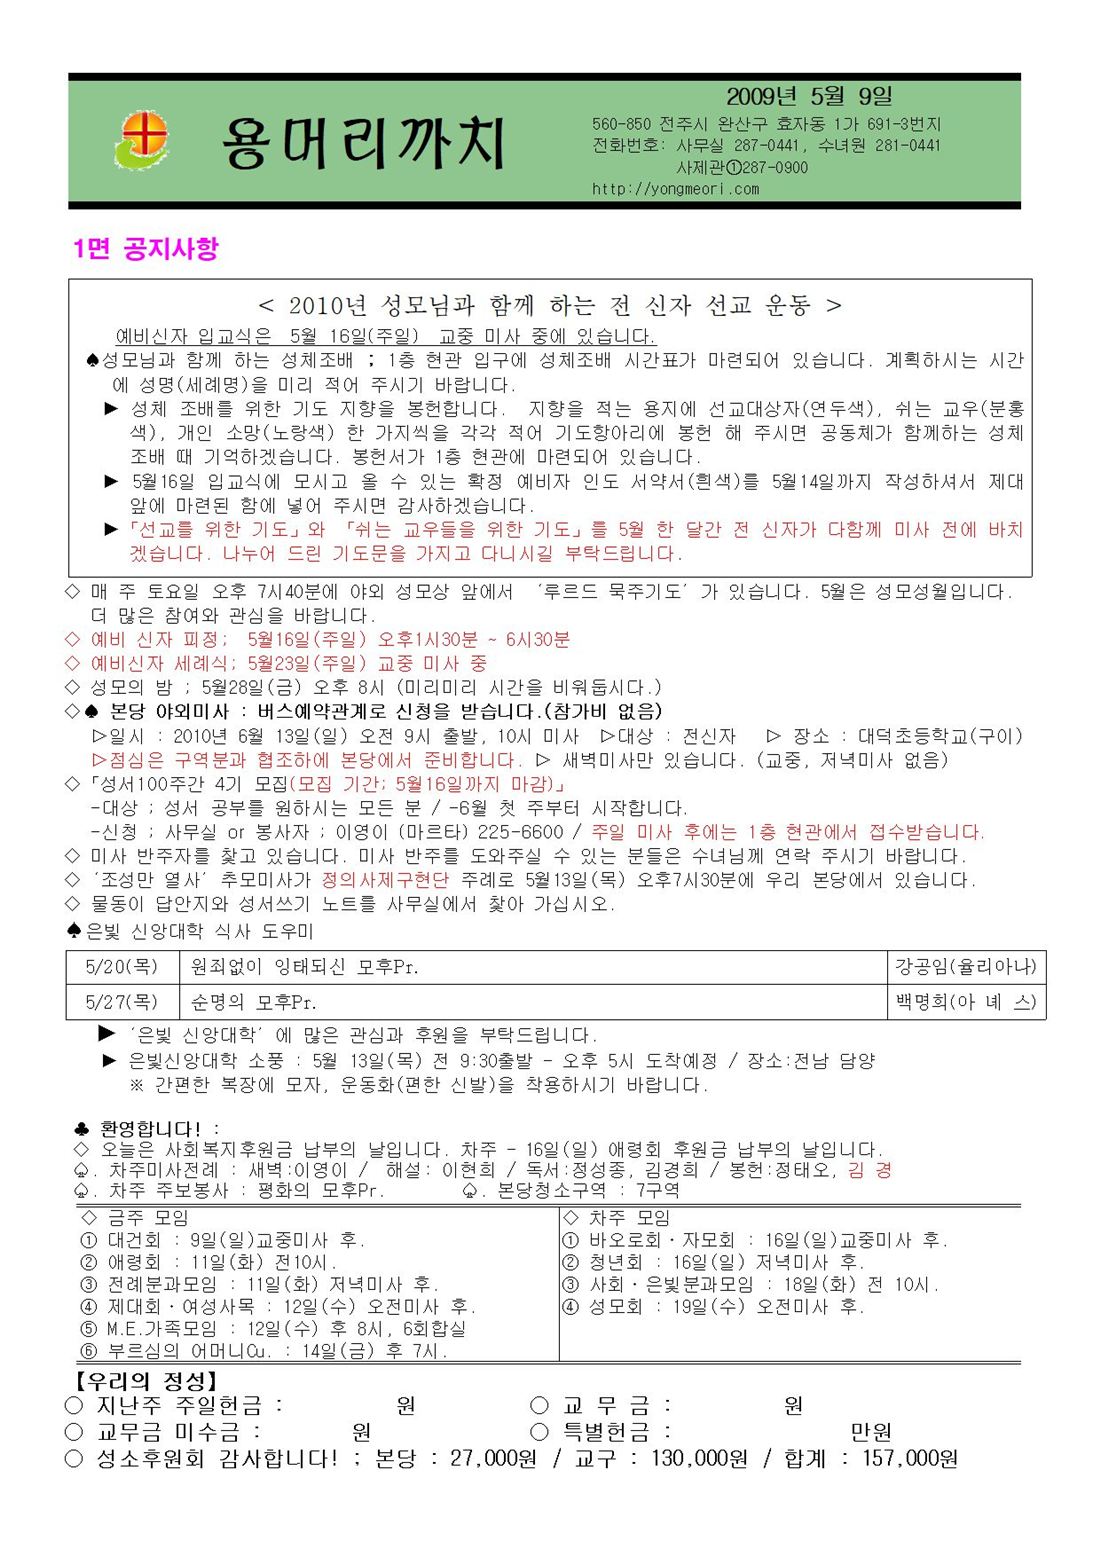 2009년 5월 9일
용머리까치
560-850 전주시 완산구 효자동 1가 691-3번지
전화번호: 사무실 287-0441, 수녀원 281-0441
사제관①287-0900
http://yongmeori.com
1면 공지사항
< 2010년 성모님과 함께 하는 전 신자 선교 운동 >
예비신자 입교식은 5월 16일(주일) 교중 미사 중에 있습니다.
♠성모님과 함께 하는 성체조배 ; 1층 현관 입구에 성체조배 시간표가 마련되어 있습니다. 계획하시는 시간
에 성명(세례명)을 미리 적어 주시기 바랍니다.
▶ 성체 조배를 위한 기도 지향을 봉헌합니다. 지향을 적는 용지에 선교대상자(연두색), 쉬는 교우(분홍
색), 개인 소망(노랑색) 한 가지씩을 각각 적어 기도항아리에 봉헌 해 주시면 공동체가 함께하는 성체
조배 때 기억하겠습니다. 봉헌서가 1층 현관에 마련되어 있습니다.
▶ 5월16일 입교식에 모시고 올 수 있는 확정 예비자 인도 서약서(흰색)를 5월14일까지 작성하셔서 제대
앞에 마련된 함에 넣어 주시면 감사하겠습니다.
▶「선교를 위한 기도」와 「쉬는 교우들을 위한 기도」를 5월 한 달간 전 신자가 다함께 미사 전에 바치
겠습니다. 나누어 드린 기도문을 가지고 다니시길 부탁드립니다.
◇ 매 주 토요일 오후 7시40분에 야외 성모상 앞에서 ‘루르드 묵주기도’가 있습니다. 5월은 성모성월입니다.
더 많은 참여와 관심을 바랍니다.
◇ 예비 신자 피정; 5월16일(주일) 오후1시30분 ~ 6시30분
◇ 예비신자 세례식; 5월23일(주일) 교중 미사 중
◇ 성모의 밤 ; 5월28일(금) 오후 8시 (미리미리 시간을 비워둡시다.)
◇♠ 본당 야외미사 : 버스예약관계로 신청을 받습니다.(참가비 없음)
▷일시 : 2010년 6월 13일(일) 오전 9시 출발, 10시 미사 ▷대상 : 전신자 ▷ 장소 : 대덕초등학교(구이)
▷점심은 구역분과 협조하에 본당에서 준비합니다. ▷ 새벽미사만 있습니다. (교중, 저녁미사 없음)
◇「성서100주간 4기 모집(모집 기간; 5월16일까지 마감)」
-대상 ; 성서 공부를 원하시는 모든 분 / -6월 첫 주부터 시작합니다.
-신청 ; 사무실 or 봉사자 ; 이영이 (마르타) 225-6600 / 주일 미사 후에는 1층 현관에서 접수받습니다.
◇ 미사 반주자를 찾고 있습니다. 미사 반주를 도와주실 수 있는 분들은 수녀님께 연락 주시기 바랍니다.
◇ ‘조성만 열사’ 추모미사가 정의사제구현단 주례로 5월13일(목) 오후7시30분에 우리 본당에서 있습니다.
◇ 물동이 답안지와 성서쓰기 노트를 사무실에서 찾아 가십시오.
♠은빛 신앙대학 식사 도우미
5/20(목) 원죄없이 잉태되신 모후Pr. 강공임(율리아나)
5/27(목) 순명의 모후Pr. 백명희(아 녜 스)
▶ ‘은빛 신앙대학’에 많은 관심과 후원을 부탁드립니다.
▶ 은빛신앙대학 소풍 : 5월 13일(목) 전 9:30출발 - 오후 5시 도착예정 / 장소:전남 담양
※ 간편한 복장에 모자, 운동화(편한 신발)을 착용하시기 바랍니다.
♣ 환영합니다! :
◇ 오늘은 사회복지후원금 납부의 날입니다. 차주 - 16일(일) 애령회 후원금 납부의 날입니다.
♤. 차주미사전례 : 새벽:이영이 / 해설: 이현희 / 독서:정성종, 김경희 / 봉헌:정태오, 김 경
♤. 차주 주보봉사 : 평화의 모후Pr. ♤. 본당청소구역 : 7구역
◇ 금주 모임
① 대건회 : 9일(일)교중미사 후.
② 애령회 : 11일(화) 전10시.
③ 전례분과모임 : 11일(화) 저녁미사 후.
④ 제대회·여성사목 : 12일(수) 오전미사 후.
⑤ M.E.가족모임 : 12일(수) 후 8시, 6회합실
⑥ 부르심의 어머니Cu. : 14일(금) 후 7시.
◇ 차주 모임
① 바오로회·자모회 : 16일(일)교중미사 후.
② 청년회 : 16일(일) 저녁미사 후.
③ 사회·은빛분과모임 : 18일(화) 전 10시.
④ 성모회 : 19일(수) 오전미사 후.
【우리의 정성】
○ 지난주 주일헌금 : 원 ○ 교 무 금 : 원
○ 교무금 미수금 : 원 ○ 특별헌금 : 만원
○ 성소후원회 감사합니다! ; 본당 : 27,000원 / 교구 : 130,000원 / 합계 : 157,000원